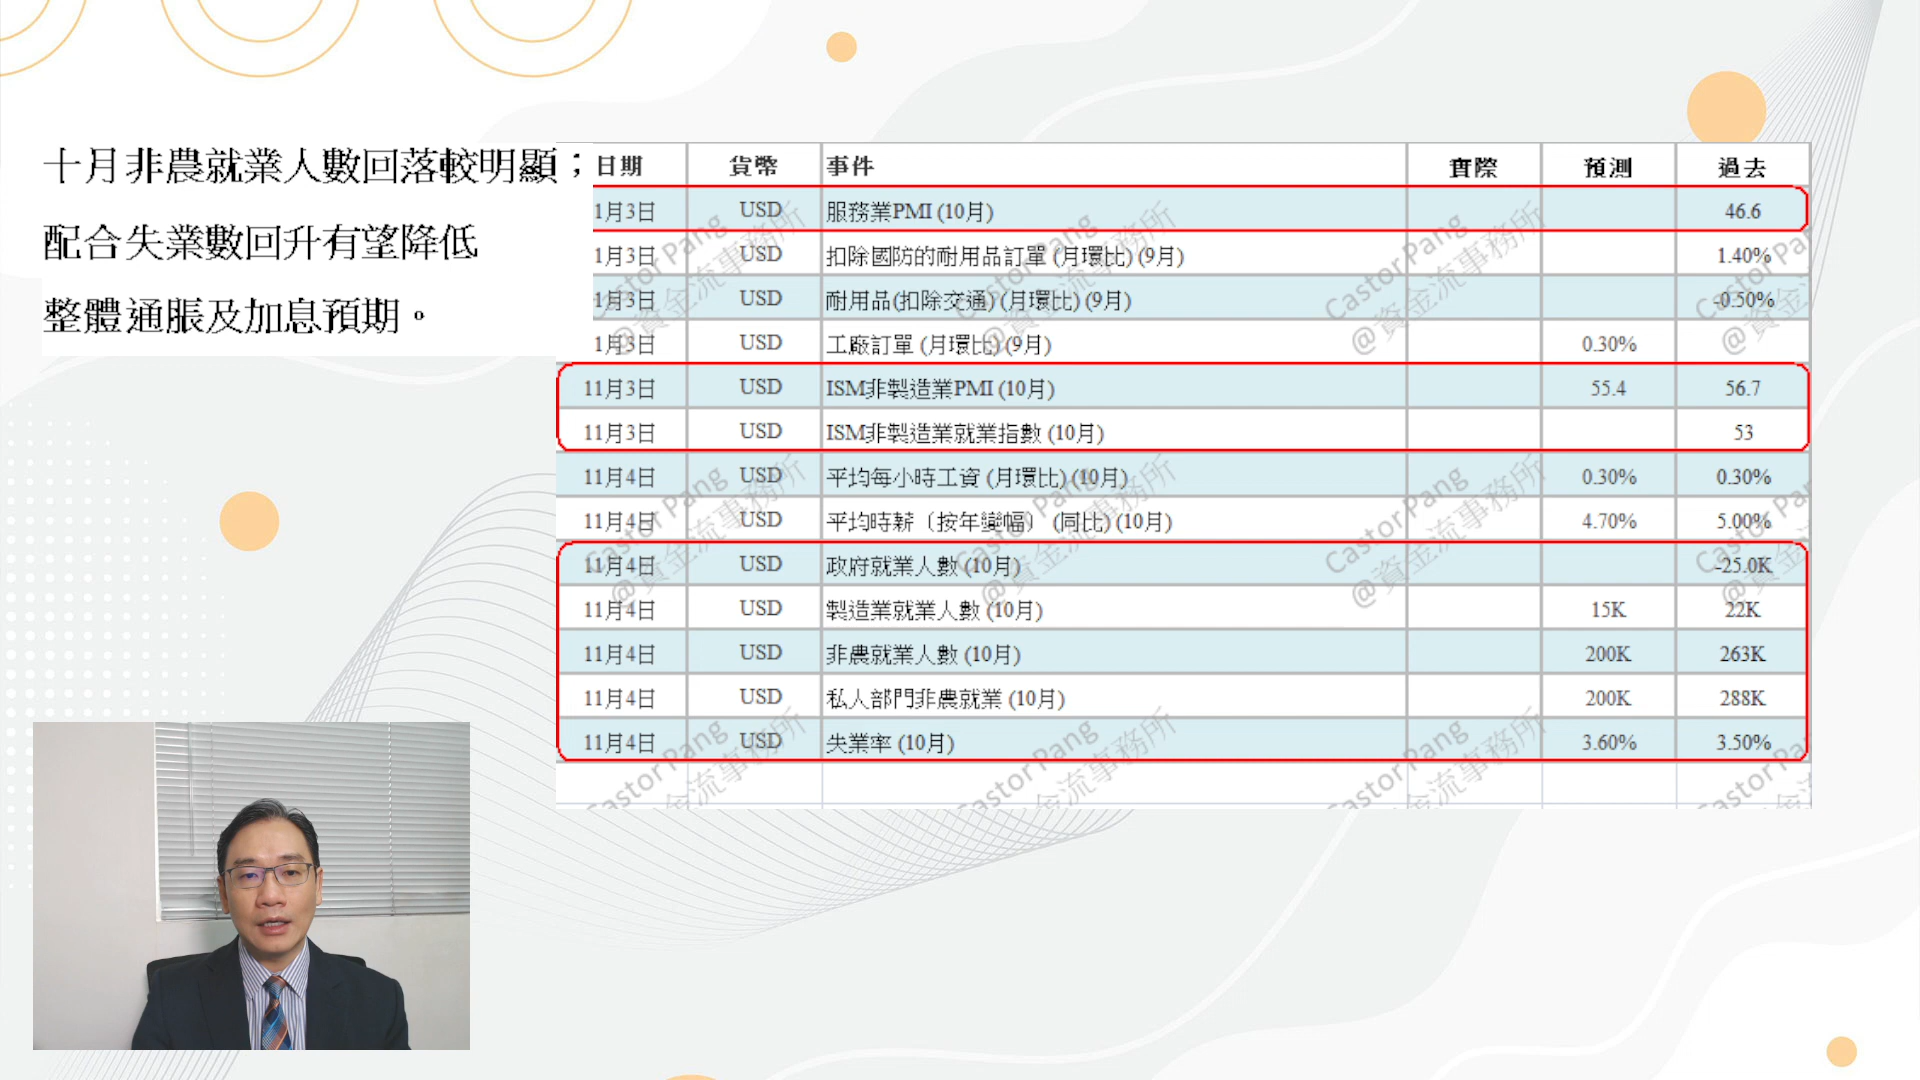 十月非農就業人數回落較明顯；
配合失業數回升有望降低
整體通脹及加息預期。
日期 貨幣 事件 實際 預測 過去
1月3日 USD 服務業PMI (10月) 46.6
1月3日 USD 扣除國防的耐用品訂單 (月環比) (9月) 1.40%
1月3日 USD 耐用品(扣除交通) (月環比) (9月) -0.50%
1月3日 USD 工廠訂單 (月環比) (9月) 0.30%
11月3日 USD ISM非製造業PMI (10月) 55.4 56.7
11月3日 USD ISM非製造業就業指數 (10月) 53
11月4日 USD 平均每小時工資 (月環比) (10月) 0.30% 0.30%
11月4日 USD 平均時薪〔按年變幅〕 (同比) (10月) 4.70% 5.00%
11月4日 USD 政府就業人數 (10月) -25.0K
11月4日 USD 製造業就業人數 (10月) 15K 22K
11月4日 USD 非農就業人數 (10月) 200K 263K
11月4日 USD 私人部門非農就業 (10月) 200K 288K
11月4日 USD 失業率 (10月) 3.60% 3.50%
Castor Pang
@資金流事務所